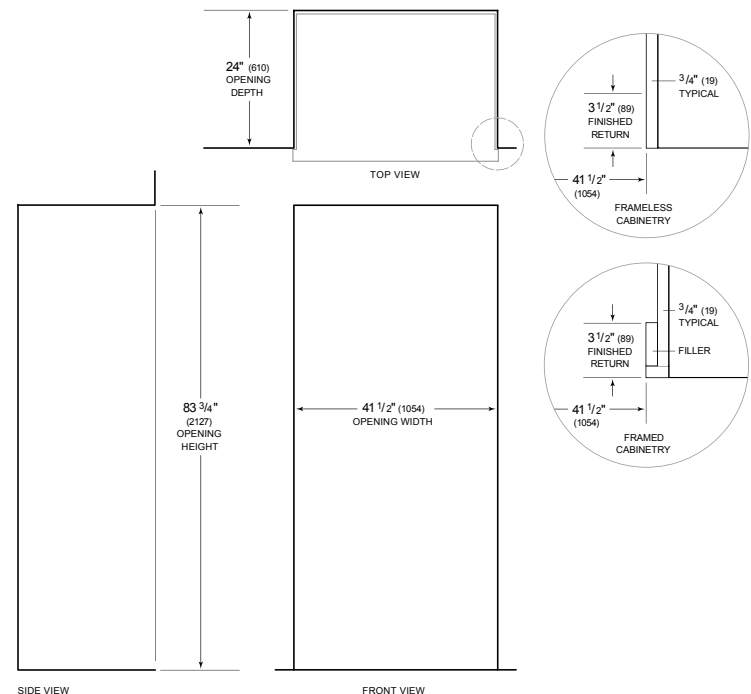 24" (610)
OPENING
DEPTH
TOP VIEW
3/4" (19)
TYPICAL
3 1/2" (89)
FINISHED
RETURN
41 1/2"
(1054)
FRAMELESS
CABINETRY
3/4" (19)
TYPICAL
3 1/2" (89)
FINISHED
RETURN
FILLER
41 1/2"
(1054)
FRAMED
CABINETRY
83 3/4"
(2127)
OPENING
HEIGHT
41 1/2" (1054)
OPENING WIDTH
SIDE VIEW
FRONT VIEW